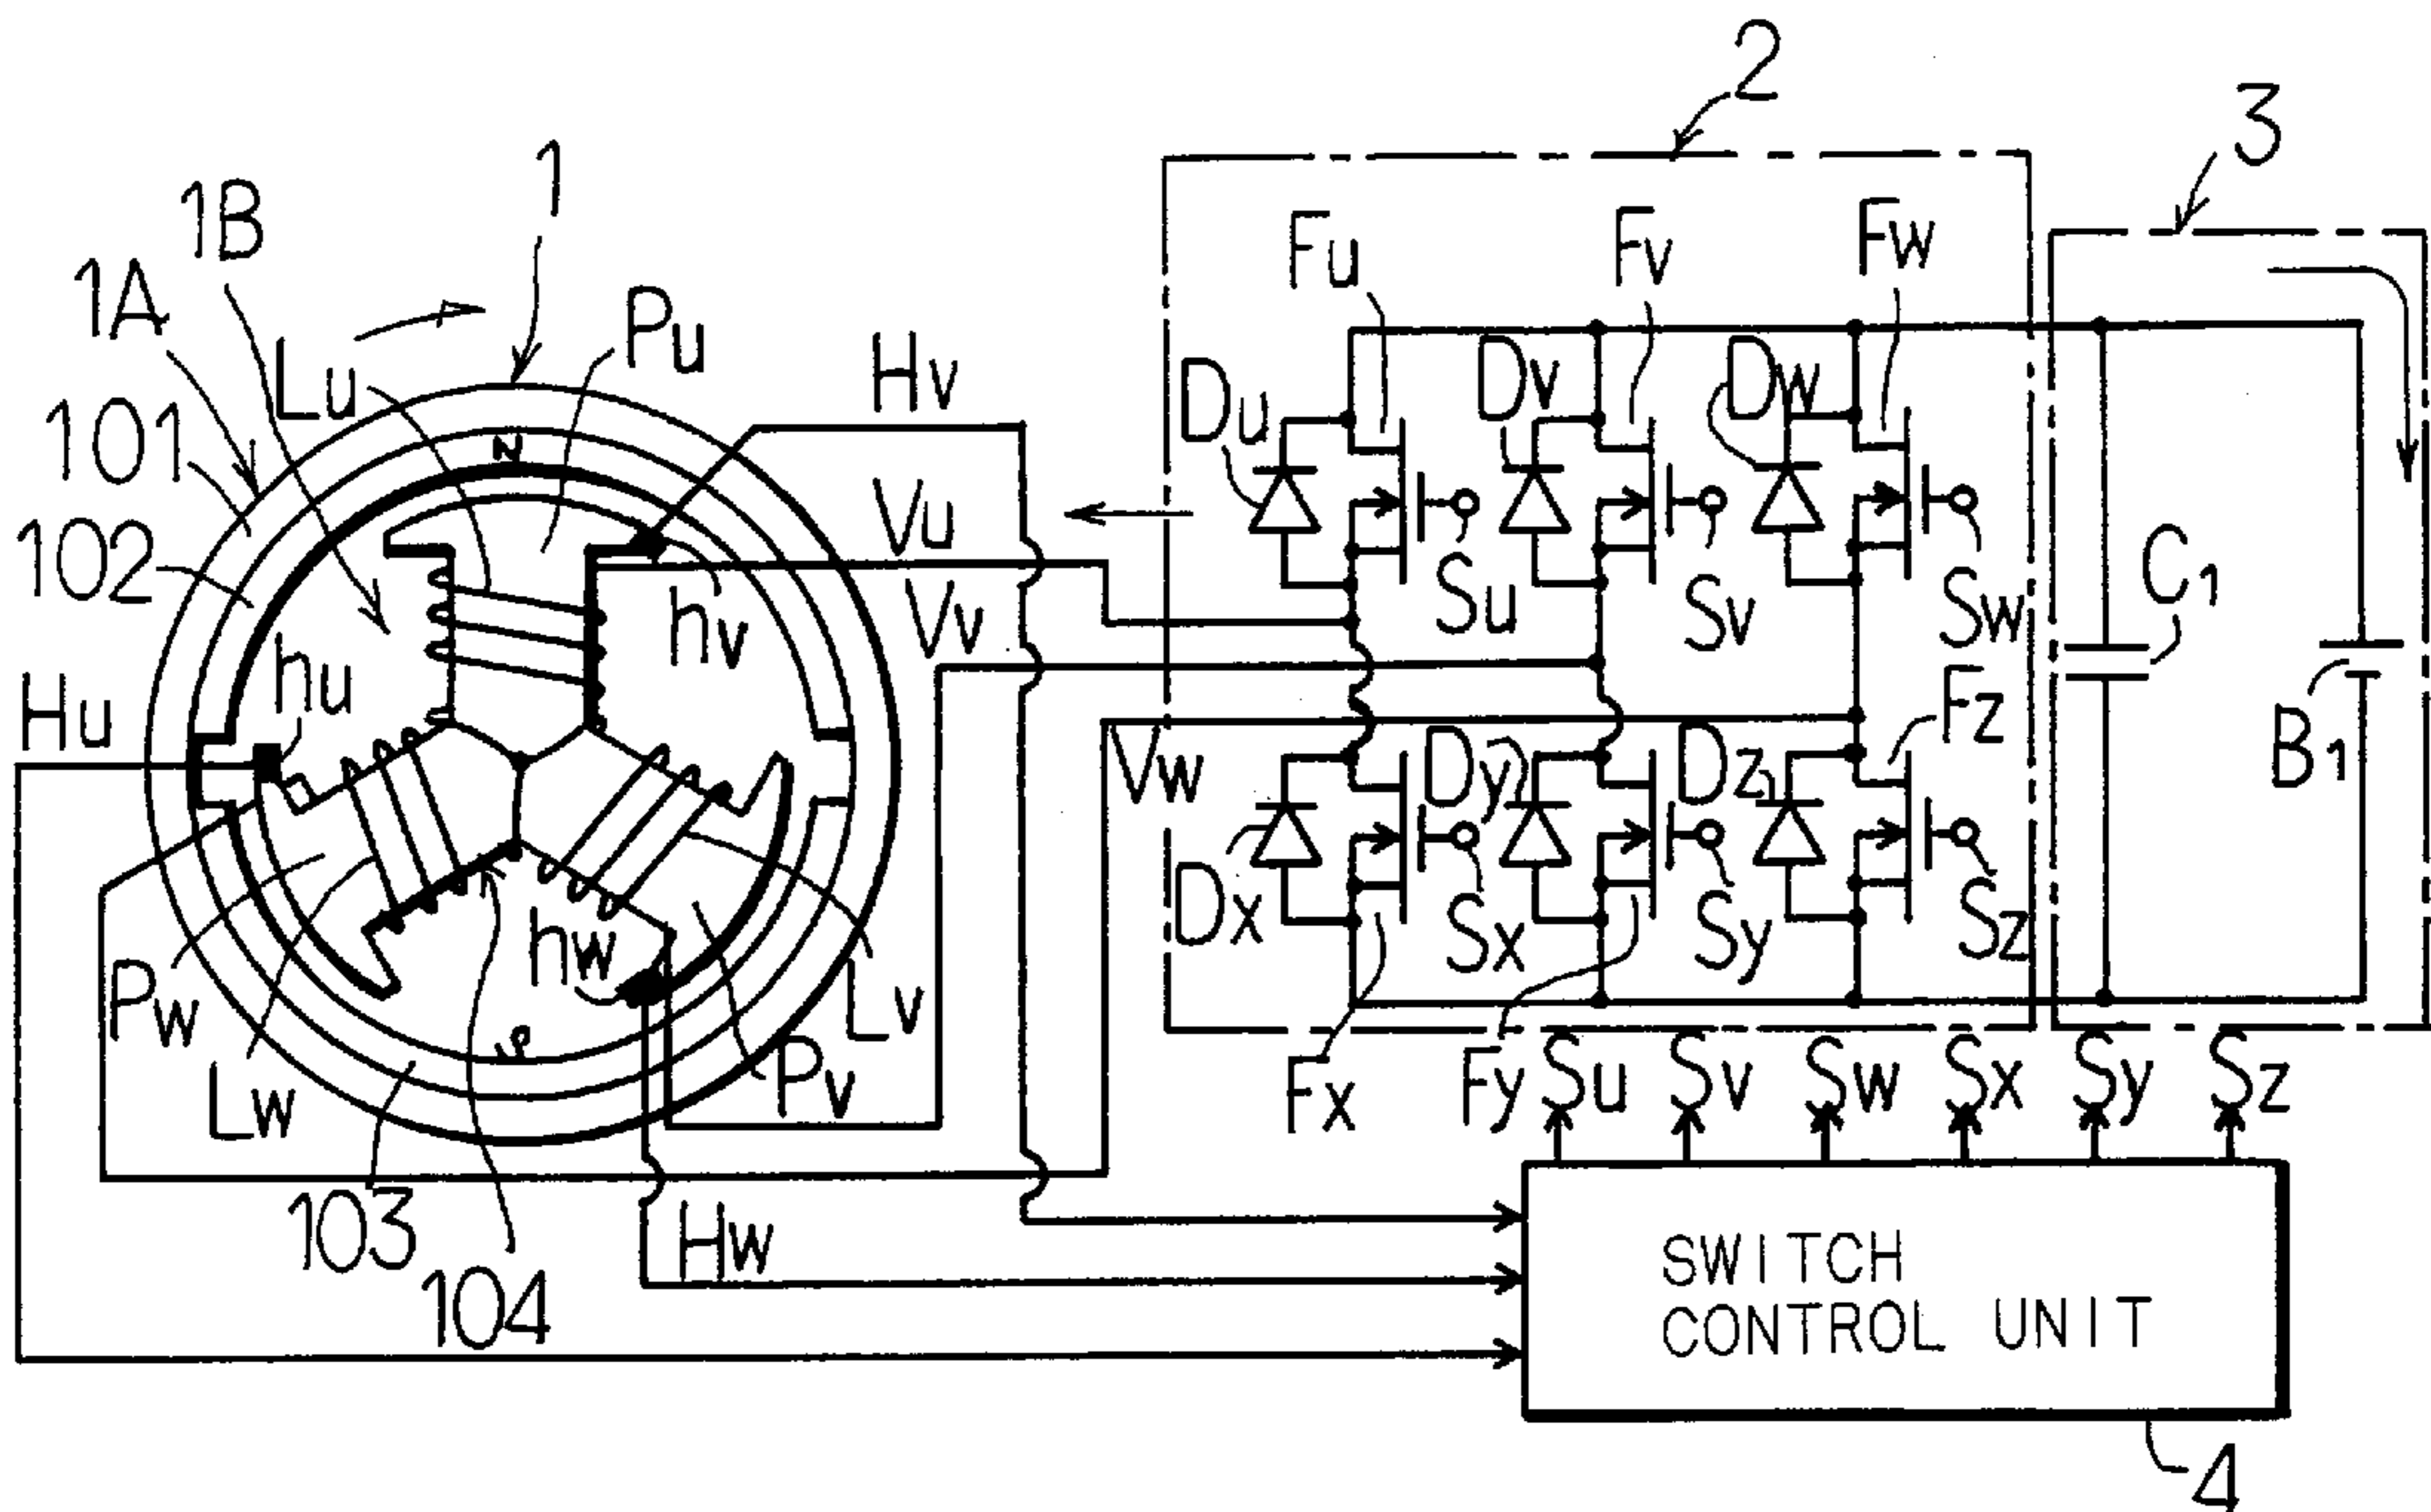 2
3
1
1B
1A
Fu
Fv
Fw
Pu
Lu
Hv
Du
Dv
Dw
101
N
102
Vu
Su
Sv
Sw
C1
Vv
hv
hu
Hu
Fz
B1
Vw
Dy
Dz
Dx
Sx
Sy
Sz
hw
Pw
Lv
Lw
Pv
Fx
Fy
Su
Sv
Sw
Sx
Sy
Sz
S
103
104
Hw
SWITCH
CONTROL UNIT
4